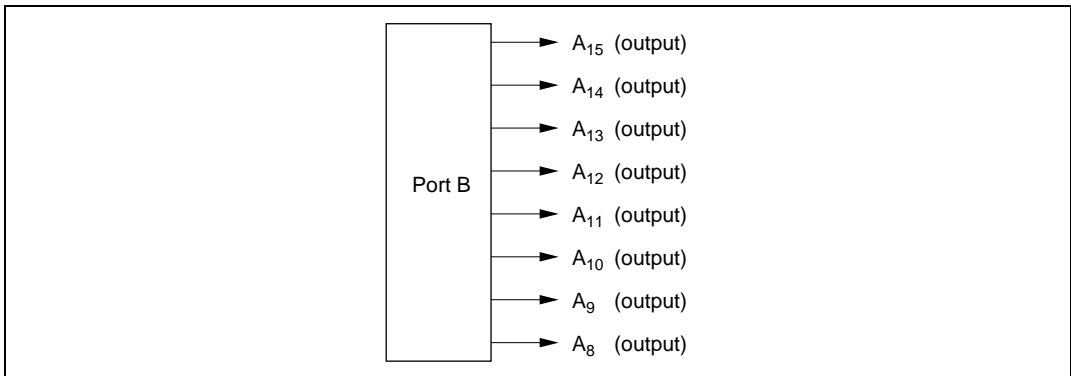 A15 (output)
A14 (output)
A13 (output)
A12 (output)
Port B
A11 (output)
A10 (output)
A9 (output)
A8 (output)